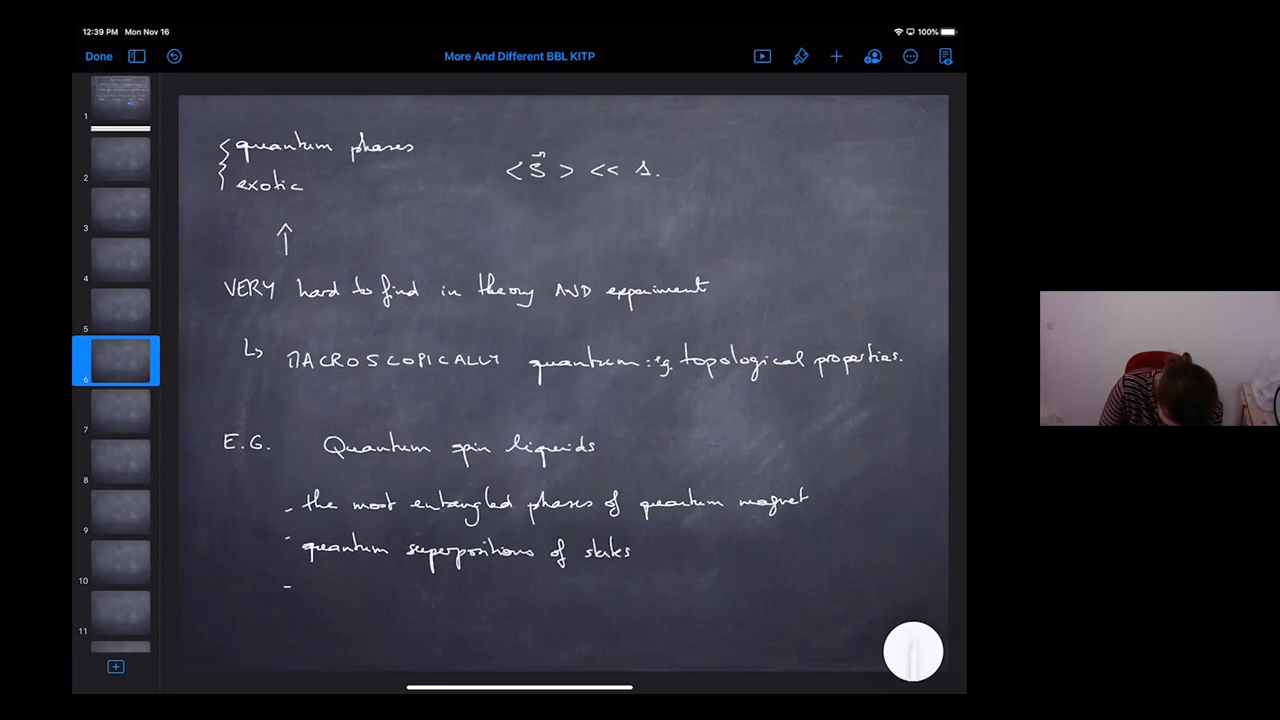 12:39 PM Mon Nov 16
100%
Done
More And Different BBL KITP
1
2
3
4
5
6
7
8
9
10
11
quantum phases
exotic
<S⃗> << s.
VERY hard to find in theory AND experiment
↳ MACROSCOPICALLY quantum: e.g. topological properties.
E.G. Quantum spin liquids
- the most entangled phases of quantum magnet
- quantum superpositions of states
-